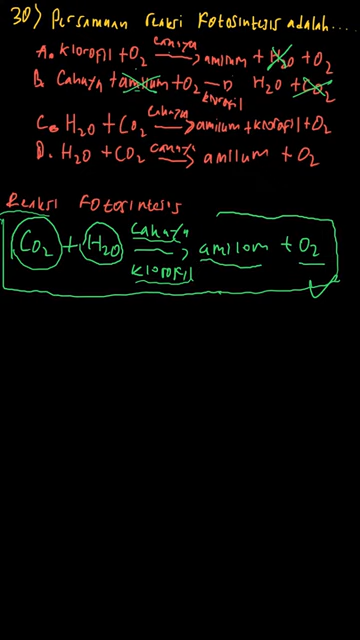 30) Persamaan reaksi Fotosintesis adalah....
A. Klorofil + O2 cahaya → amilum + H2O + O2
B. Cahaya + amilum + O2 → klorofil H2O + CO2
C. H2O + CO2 cahaya → amilum + klorofil + O2
D. H2O + CO2 cahaya → amilum + O2
Reaksi Fotosintesis
CO2 + H2O cahaya → klorofil amilum + O2